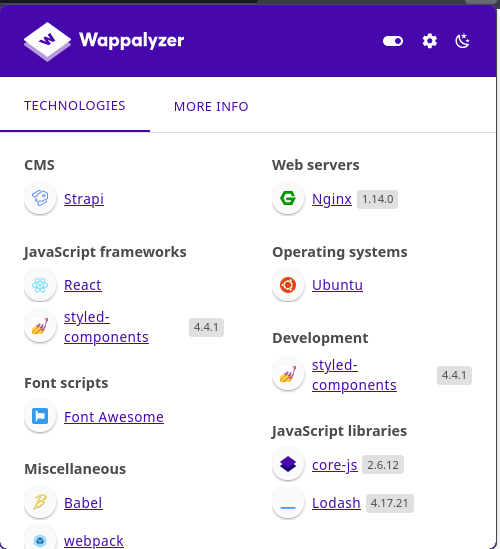 Wappalyzer
TECHNOLOGIES
MORE INFO
CMS
Strapi
JavaScript frameworks
React
styled-
components
4.4.1
Font scripts
Font Awesome
Miscellaneous
Babel
webpack
Web servers
Nginx 1.14.0
Operating systems
Ubuntu
Development
styled-
components
4.4.1
JavaScript libraries
core-js 2.6.12
Lodash 4.17.21